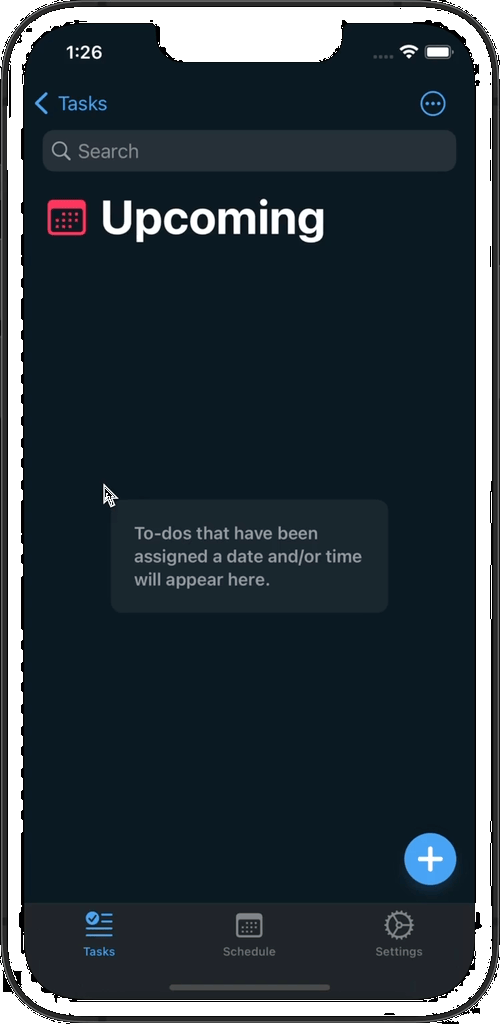 1:26
Tasks
Search
Upcoming
To-dos that have been
assigned a date and/or time
will appear here.
Tasks
Schedule
Settings